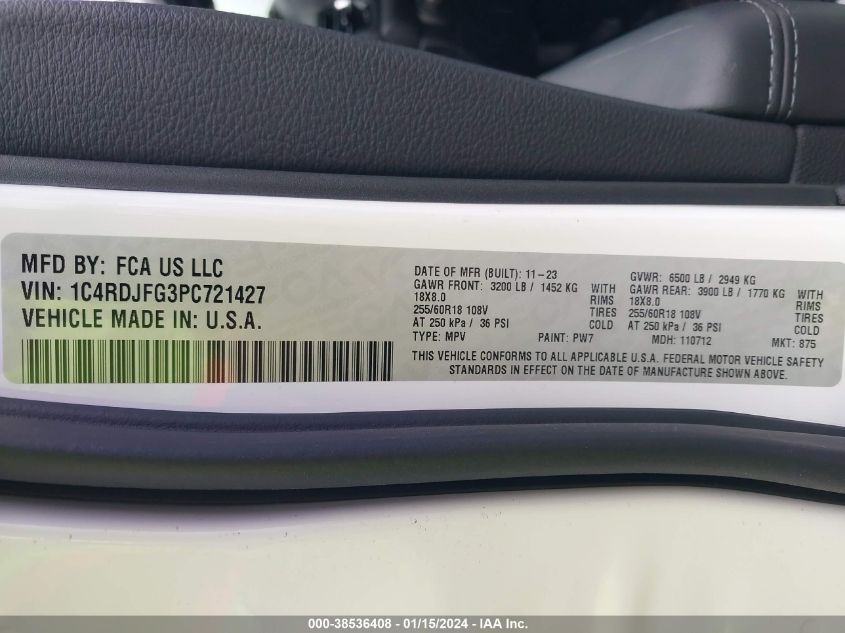 MFD BY: FCA US LLC
VIN: 1C4RDJFG3PC721427
VEHICLE MADE IN: U.S.A.
DATE OF MFR (BUILT): 11-23 GVWR: 6500 LB / 2949 KG
GAWR FRONT: 3200 LB / 1452 KG WITH GAWR REAR: 3900 LB / 1770 KG WITH
18X8.0 RIMS 18X8.0 RIMS
255/60R18 108V TIRES 255/60R18 108V TIRES
AT 250 kPa / 36 PSI COLD AT 250 kPa / 36 PSI COLD
TYPE: MPV PAINT: PW7 MDH: 110712 MKT: 875
THIS VEHICLE CONFORMS TO ALL APPLICABLE U.S.A. FEDERAL MOTOR VEHICLE SAFETY
STANDARDS IN EFFECT ON THE DATE OF MANUFACTURE SHOWN ABOVE.
000-38536408 - 01/15/2024 - IAA Inc.